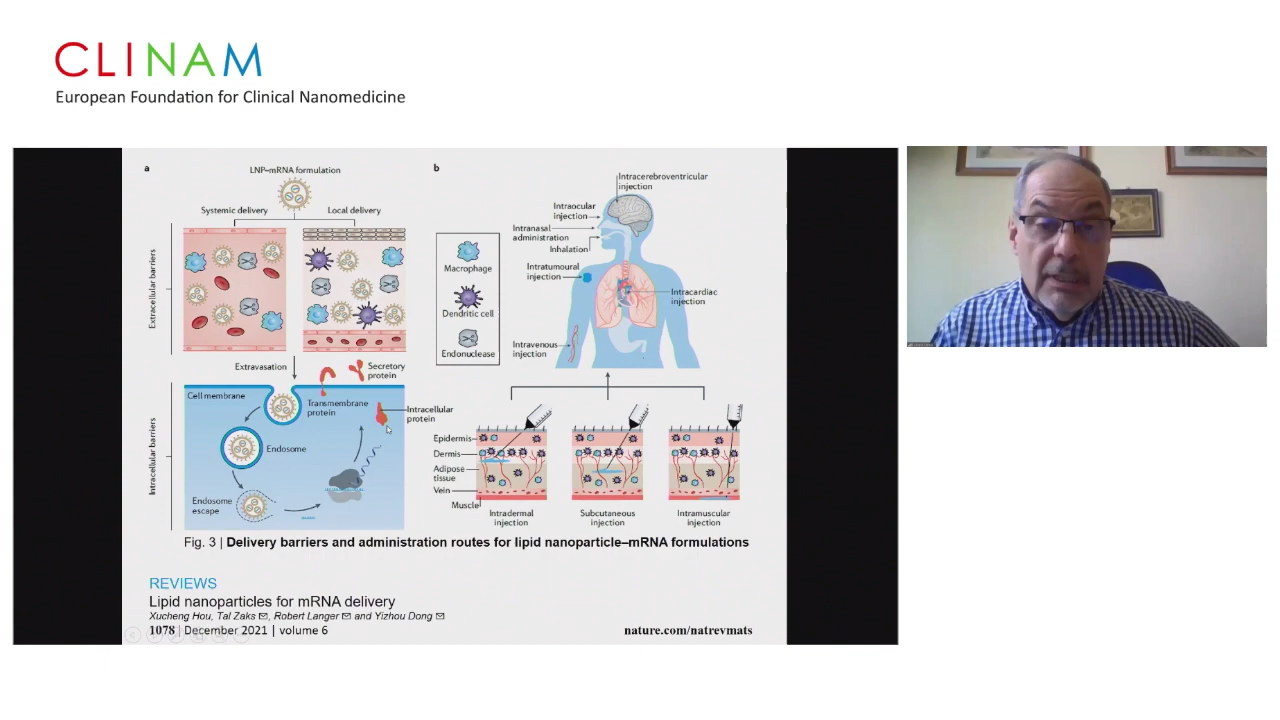 CLINAM
European Foundation for Clinical Nanomedicine
a
LNP–mRNA formulation
Systemic delivery
Local delivery
Extracellular barriers
Extravasation
Secretory
protein
Cell membrane
Transmembrane
protein
Intracellular
protein
Endosome
Endosome
escape
Intracellular barriers
b
Macrophage
Dendritic cell
Endonuclease
Intracerebroventricular
injection
Intraocular
injection
Intranasal
administration
Inhalation
Intratumoural
injection
Intracardiac
injection
Intravenous
injection
Epidermis
Dermis
Adipose
tissue
Vein
Muscle
Intradermal
injection
Subcutaneous
injection
Intramuscular
injection
Fig. 3 | Delivery barriers and administration routes for lipid nanoparticle–mRNA formulations
REVIEWS
Lipid nanoparticles for mRNA delivery
Xucheng Hou, Tal Zaks ✉, Robert Langer ✉ and Yizhou Dong ✉
1078 | December 2021 | volume 6
nature.com/natrevmats